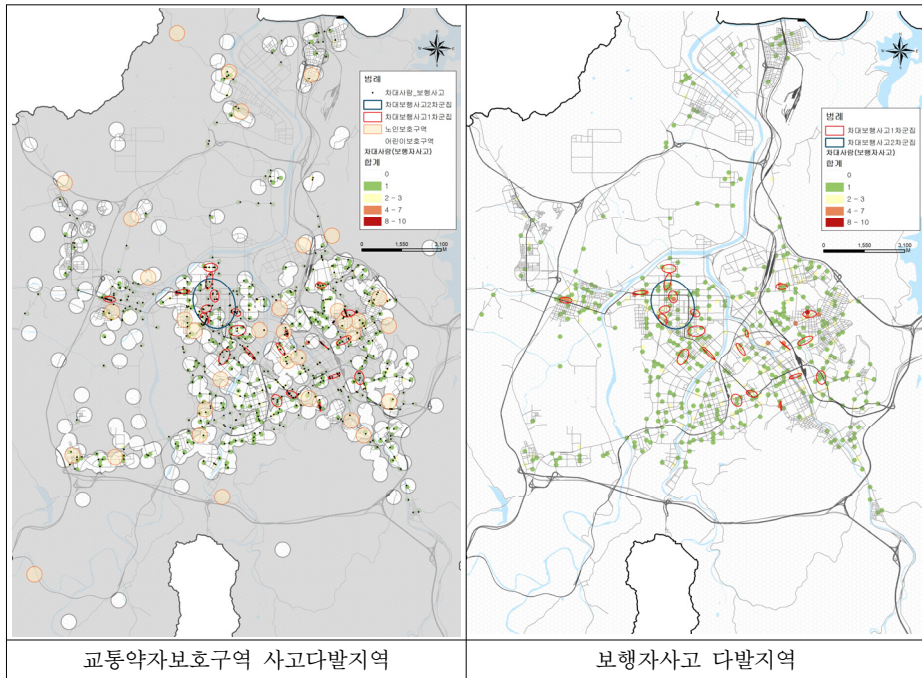 범례
차대사람_보행사고
차대보행사고2차군집
차대보행사고1차군집
노인보호구역
어린이보호구역
차대사람(보행자사고)
합계
0
1
2 - 3
4 - 7
8 - 10
0 1,550 3,100
M
교통약자보호구역 사고다발지역
범례
차대보행사고1차군집
차대보행사고2차군집
차대사람(보행자사고)
합계
0
1
2 - 3
4 - 7
8 - 10
0 1,550 3,100
M
보행자사고 다발지역